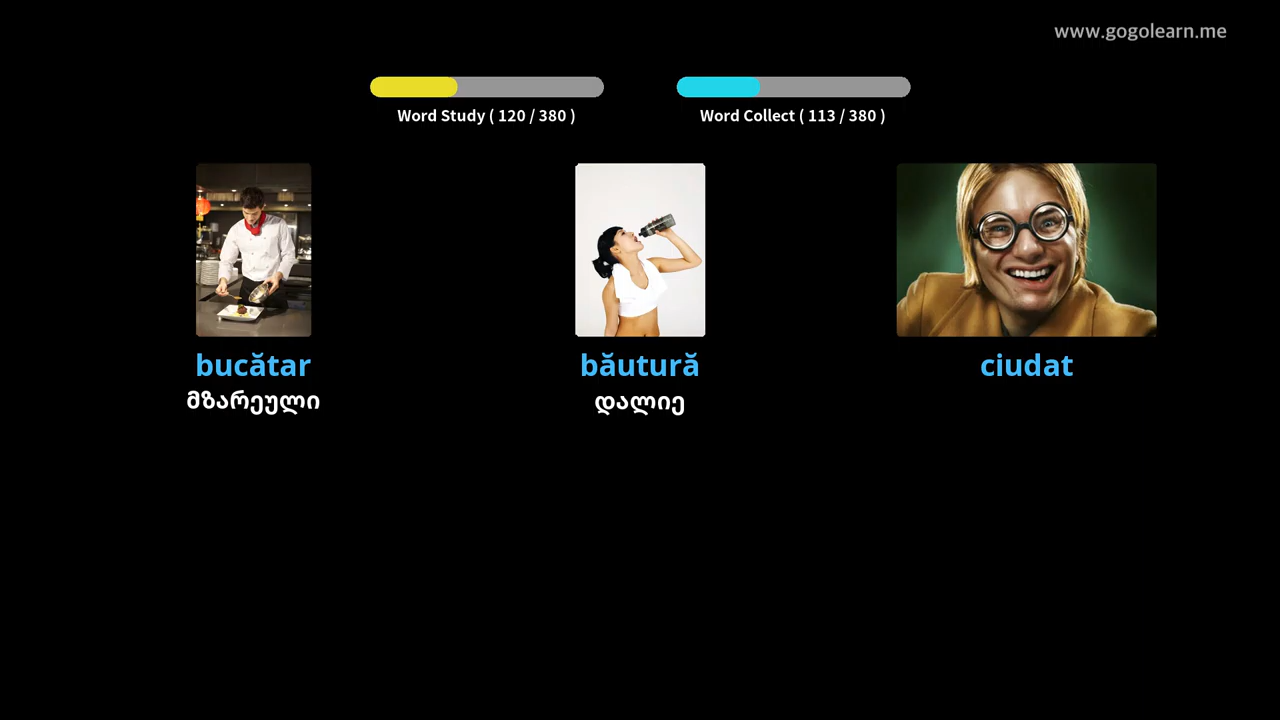 www.gogolearn.me
Word Study ( 120 / 380 )
Word Collect ( 113 / 380 )
bucătar
băutură
ciudat
მზარეული
დალიე